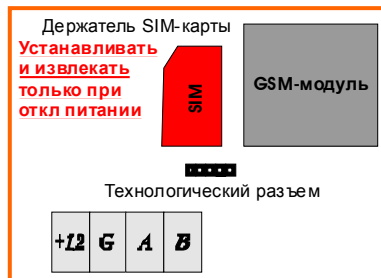 Держатель SIM-карты
Устанавливать
и извлекать
только при
откл питании
SIM
GSM-модуль
Технологический разъем
+12 G A B